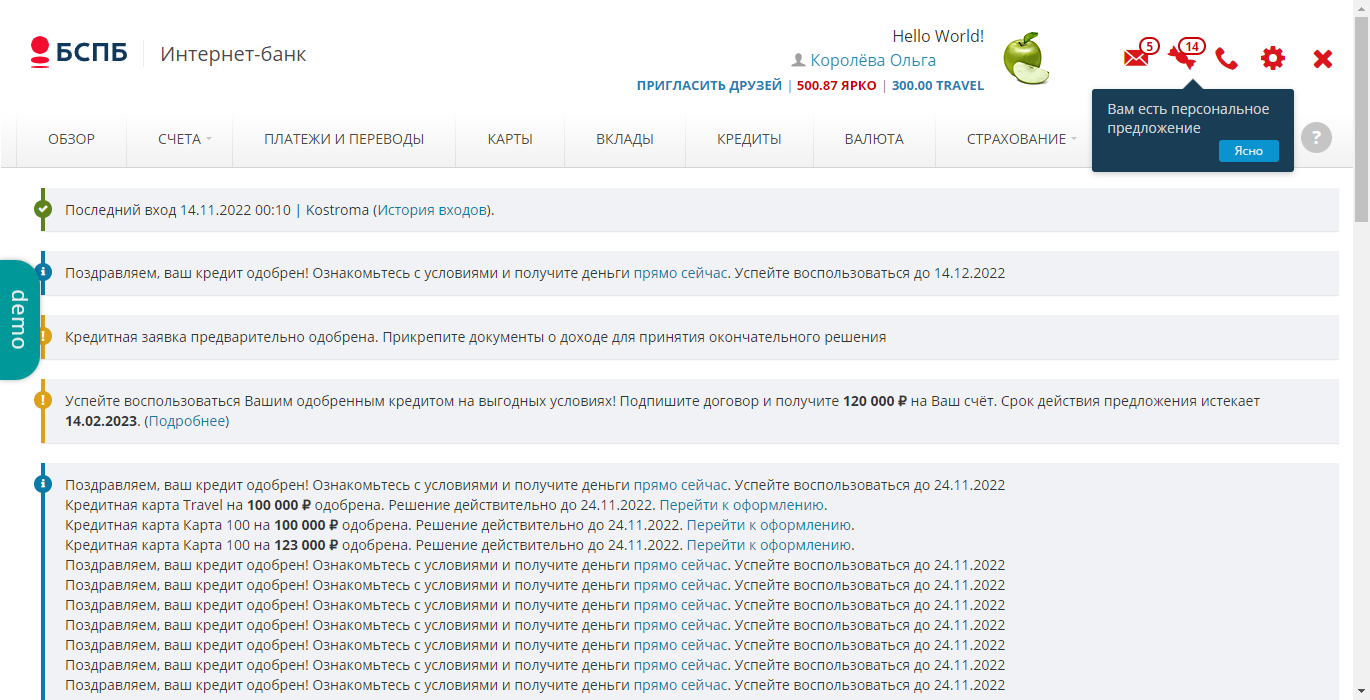 БСПБ
Интернет-банк
Hello World!
Королёва Ольга
ПРИГЛАСИТЬ ДРУЗЕЙ | 500.87 ЯРКО | 300.00 TRAVEL
5
14
Вам есть персональное
предложение
Ясно
?
ОБЗОР
СЧЕТА
ПЛАТЕЖИ И ПЕРЕВОДЫ
КАРТЫ
ВКЛАДЫ
КРЕДИТЫ
ВАЛЮТА
СТРАХОВАНИЕ
demo
Последний вход 14.11.2022 00:10 | Kostroma (История входов).
Поздравляем, ваш кредит одобрен! Ознакомьтесь с условиями и получите деньги прямо сейчас. Успейте воспользоваться до 14.12.2022
Кредитная заявка предварительно одобрена. Прикрепите документы о доходе для принятия окончательного решения
Успейте воспользоваться Вашим одобренным кредитом на выгодных условиях! Подпишите договор и получите 120 000 ₽ на Ваш счёт. Срок действия предложения истекает
14.02.2023. (Подробнее)
Поздравляем, ваш кредит одобрен! Ознакомьтесь с условиями и получите деньги прямо сейчас. Успейте воспользоваться до 24.11.2022
Кредитная карта Travel на 100 000 ₽ одобрена. Решение действительно до 24.11.2022. Перейти к оформлению.
Кредитная карта Карта 100 на 100 000 ₽ одобрена. Решение действительно до 24.11.2022. Перейти к оформлению.
Кредитная карта Карта 100 на 123 000 ₽ одобрена. Решение действительно до 24.11.2022. Перейти к оформлению.
Поздравляем, ваш кредит одобрен! Ознакомьтесь с условиями и получите деньги прямо сейчас. Успейте воспользоваться до 24.11.2022
Поздравляем, ваш кредит одобрен! Ознакомьтесь с условиями и получите деньги прямо сейчас. Успейте воспользоваться до 24.11.2022
Поздравляем, ваш кредит одобрен! Ознакомьтесь с условиями и получите деньги прямо сейчас. Успейте воспользоваться до 24.11.2022
Поздравляем, ваш кредит одобрен! Ознакомьтесь с условиями и получите деньги прямо сейчас. Успейте воспользоваться до 24.11.2022
Поздравляем, ваш кредит одобрен! Ознакомьтесь с условиями и получите деньги прямо сейчас. Успейте воспользоваться до 24.11.2022
Поздравляем, ваш кредит одобрен! Ознакомьтесь с условиями и получите деньги прямо сейчас. Успейте воспользоваться до 24.11.2022
Поздравляем, ваш кредит одобрен! Ознакомьтесь с условиями и получите деньги прямо сейчас. Успейте воспользоваться до 24.11.2022